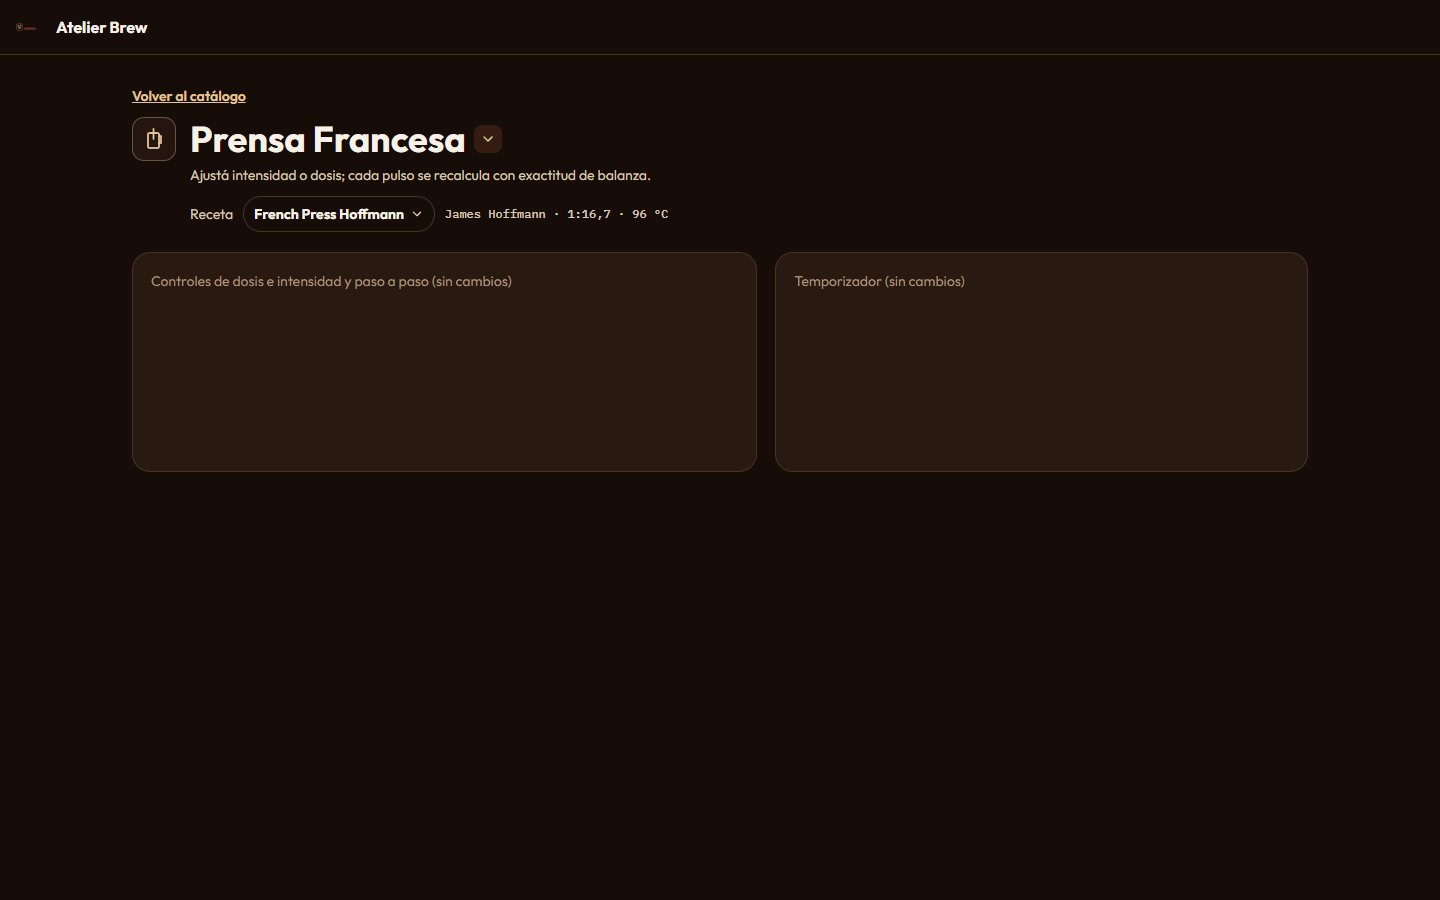 Atelier Brew
Volver al catálogo
Prensa Francesa
Ajustá intensidad o dosis; cada pulso se recalcula con exactitud de balanza.
Receta French Press Hoffmann James Hoffmann · 1:16,7 · 96 °C
Controles de dosis e intensidad y paso a paso (sin cambios)
Temporizador (sin cambios)